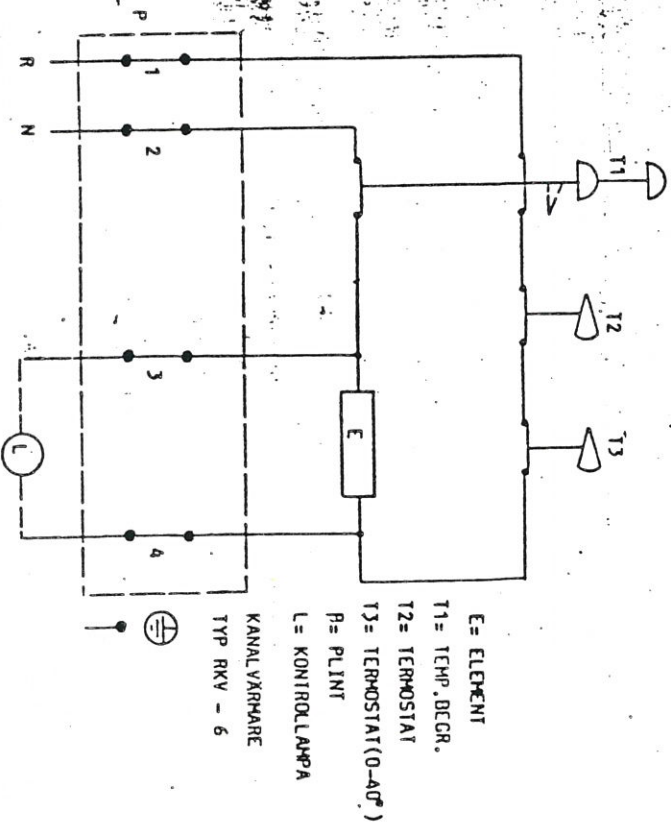 T1
T2
T3
E
P
1
2
3
4
R
N
L
E= ELEMENT
T1= TEMP.BEGR.
T2= TERMOSTAT
T3= TERMOSTAT(0-40°)
P= PLINT
L= KONTROLLAMPA
KANALVÄRMARE
TYP RKV - 6